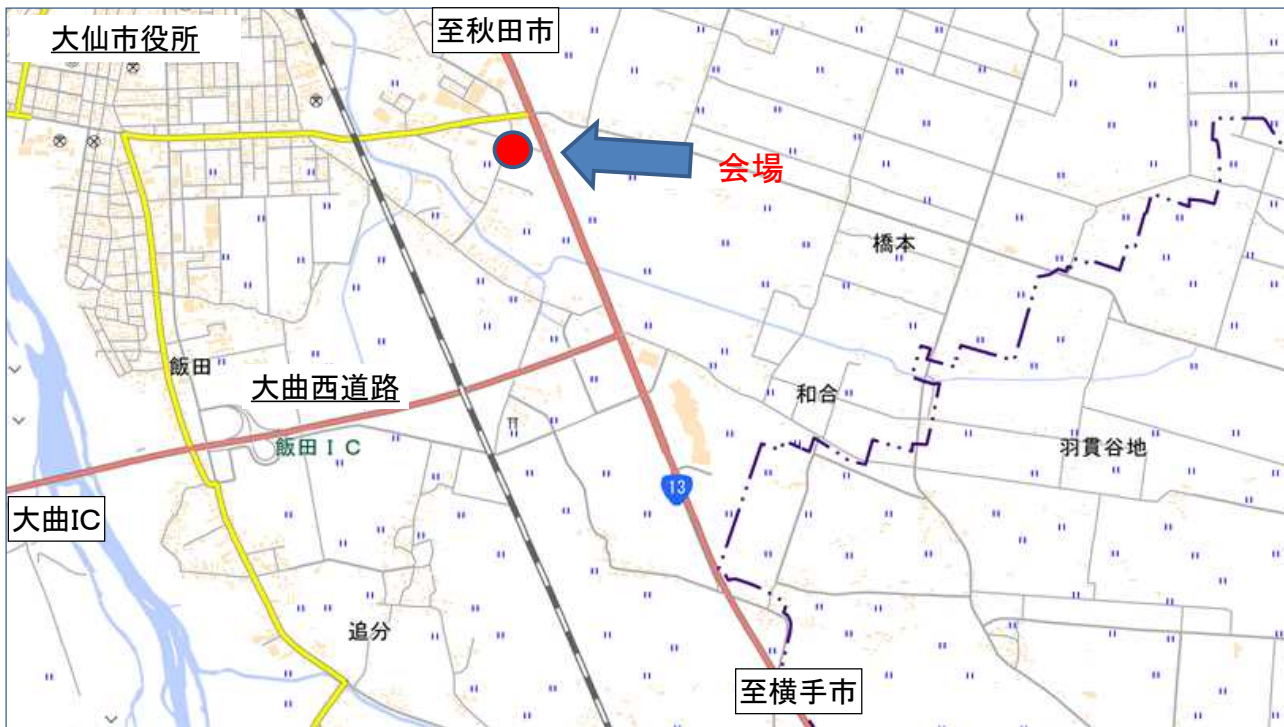 大仙市役所
至秋田市
会場
橋本
飯田
大曲西道路
和合
飯田IC
羽貫谷地
13
大曲IC
追分
至横手市